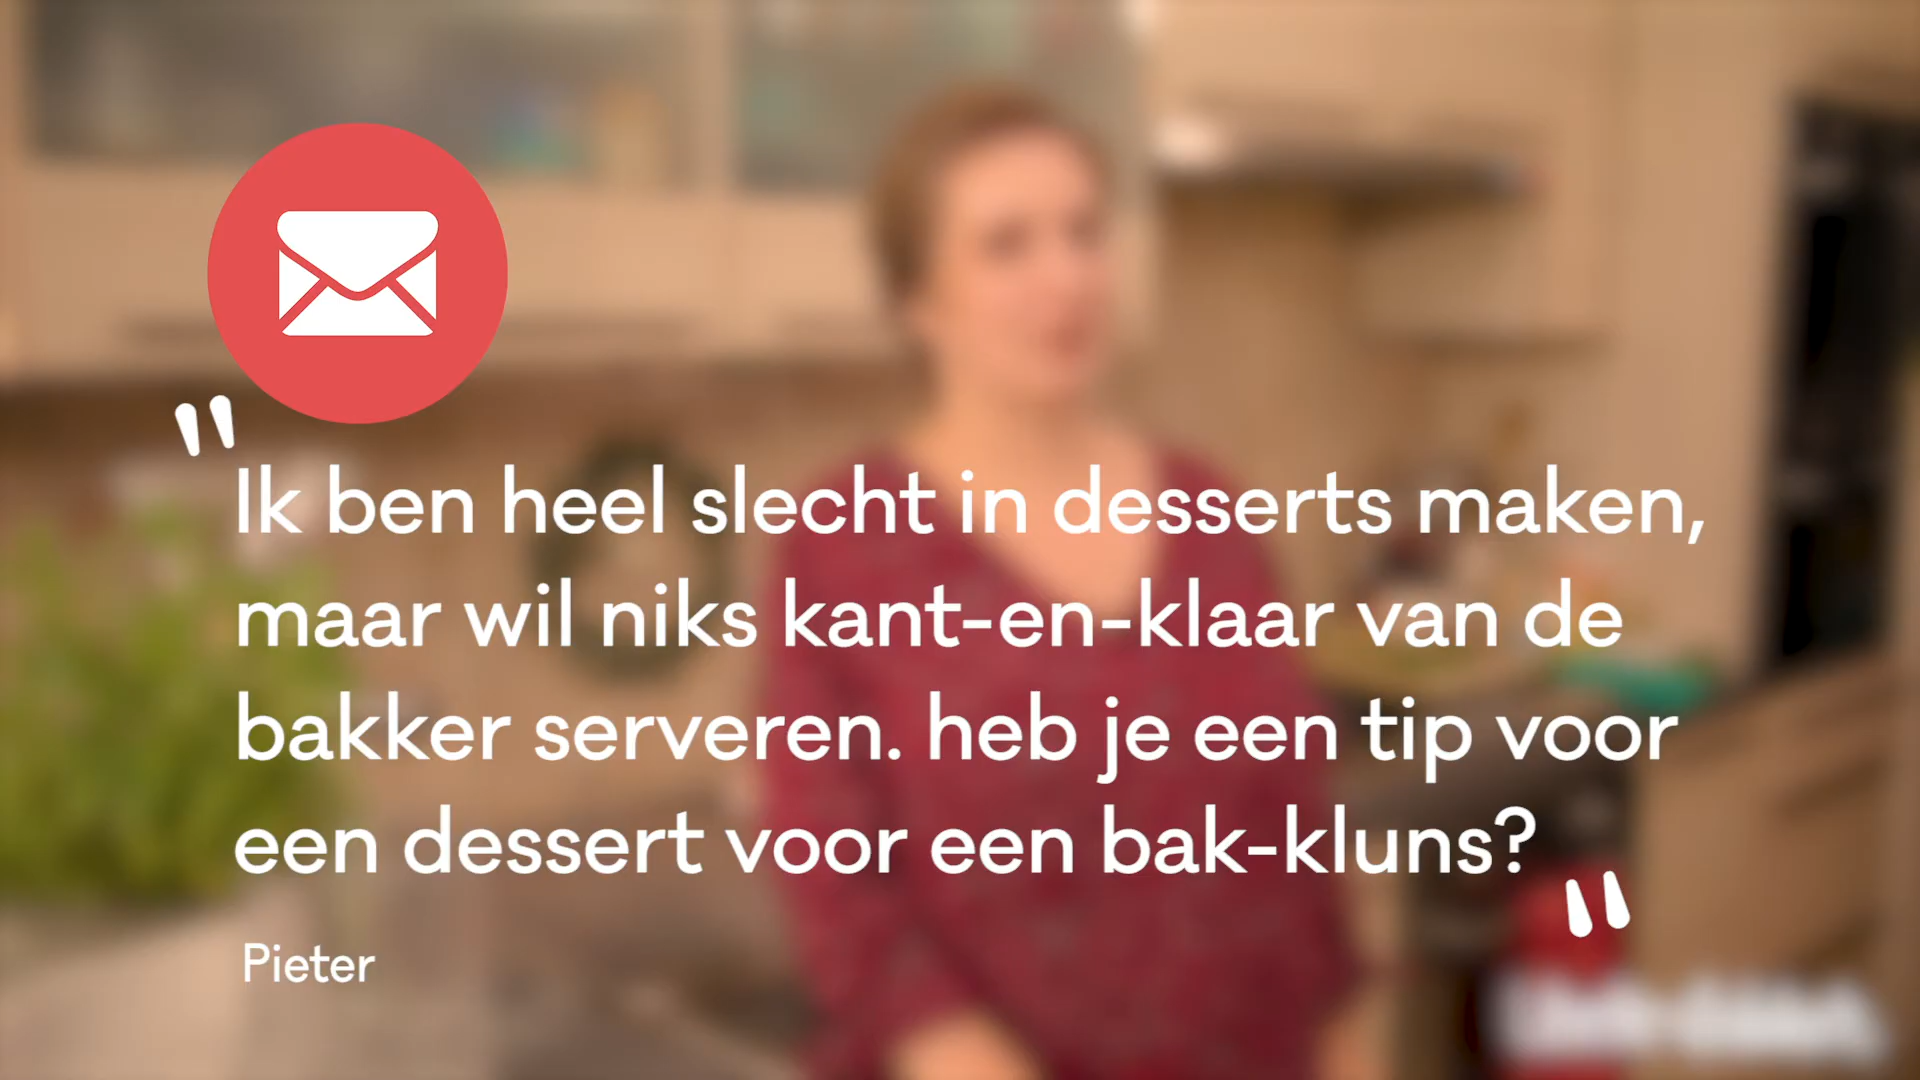 "Ik ben heel slecht in desserts maken,
maar wil niks kant-en-klaar van de
bakker serveren. heb je een tip voor
een dessert voor een bak-kluns?"
Pieter